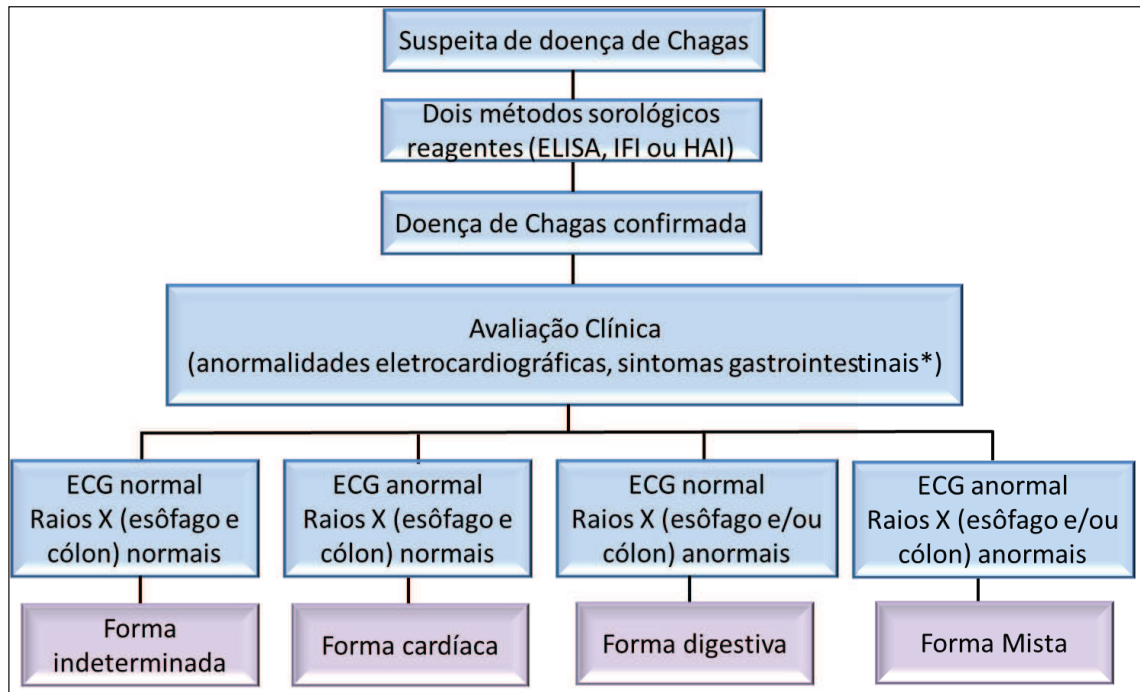 Suspeita de doença de Chagas
Dois métodos sorológicos
reagentes (ELISA, IFI ou HAI)
Doença de Chagas confirmada
Avaliação Clínica
(anormalidades eletrocardiográficas, sintomas gastrointestinais*)
ECG normal
Raios X (esôfago e
cólon) normais
ECG anormal
Raios X (esôfago e
cólon) normais
ECG normal
Raios X (esôfago e/ou
cólon) anormais
ECG anormal
Raios X (esôfago e/ou
cólon) anormais
Forma
indeterminada
Forma cardíaca
Forma digestiva
Forma Mista